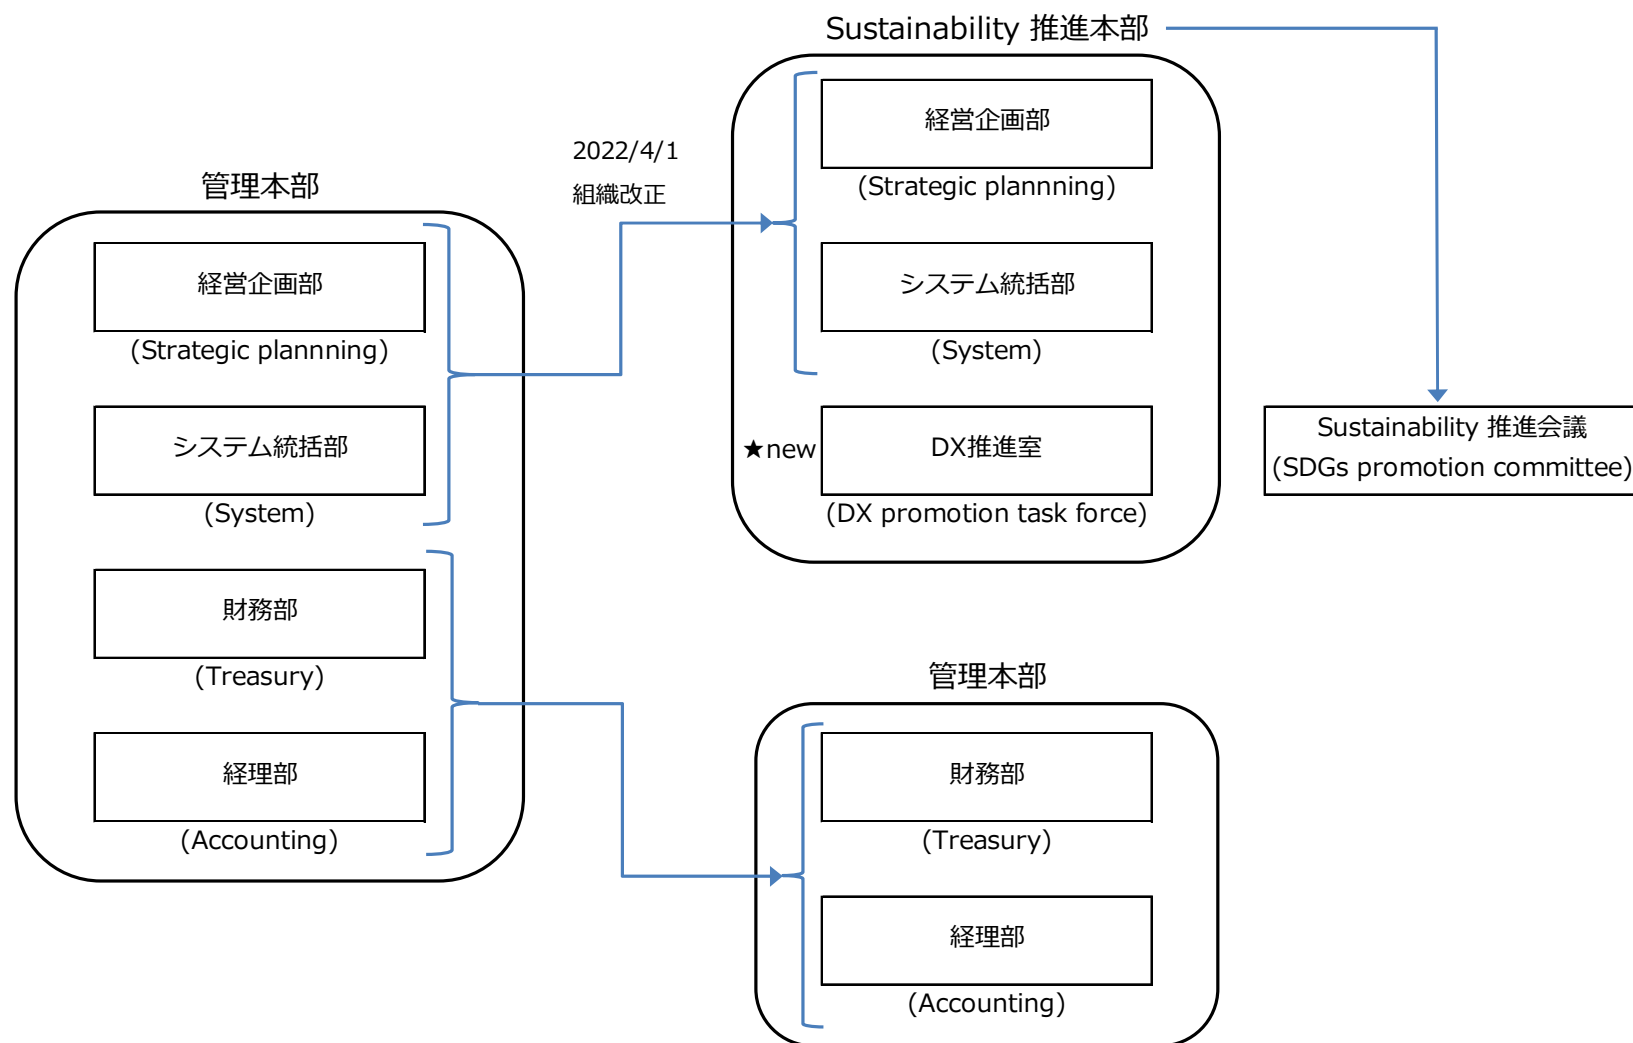 管理本部
経営企画部
(Strategic plannning)
システム統括部
(System)
財務部
(Treasury)
経理部
(Accounting)
2022/4/1
組織改正
Sustainability 推進本部
経営企画部
(Strategic plannning)
システム統括部
(System)
★new
DX推進室
(DX promotion task force)
Sustainability 推進会議
(SDGs promotion committee)
管理本部
財務部
(Treasury)
経理部
(Accounting)